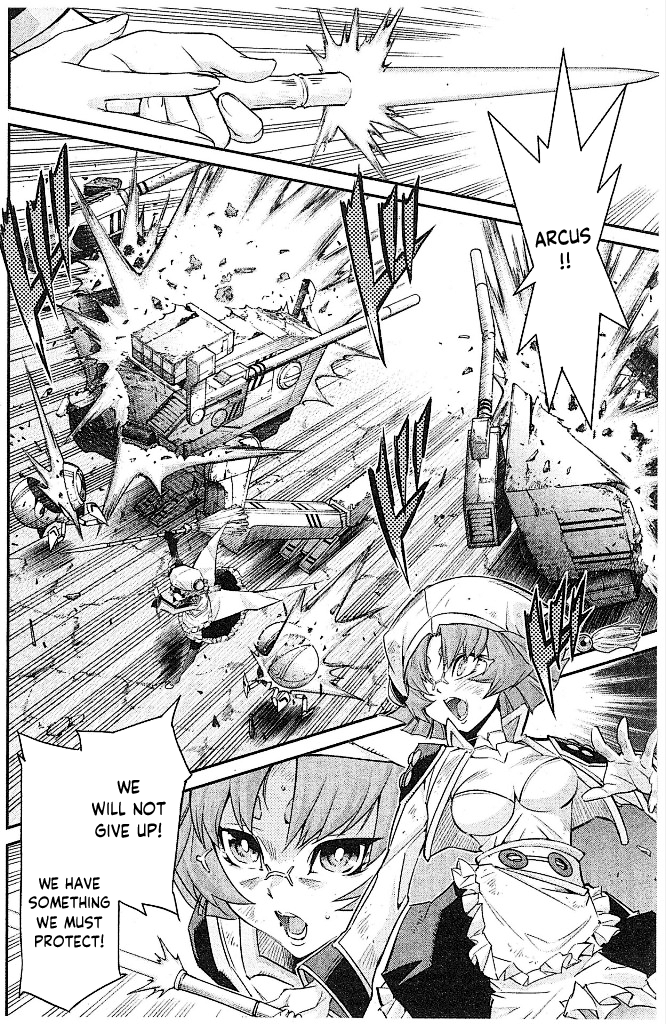 ARCUS
!!
WE
WILL NOT
GIVE UP!
WE HAVE
SOMETHING
WE MUST
PROTECT!